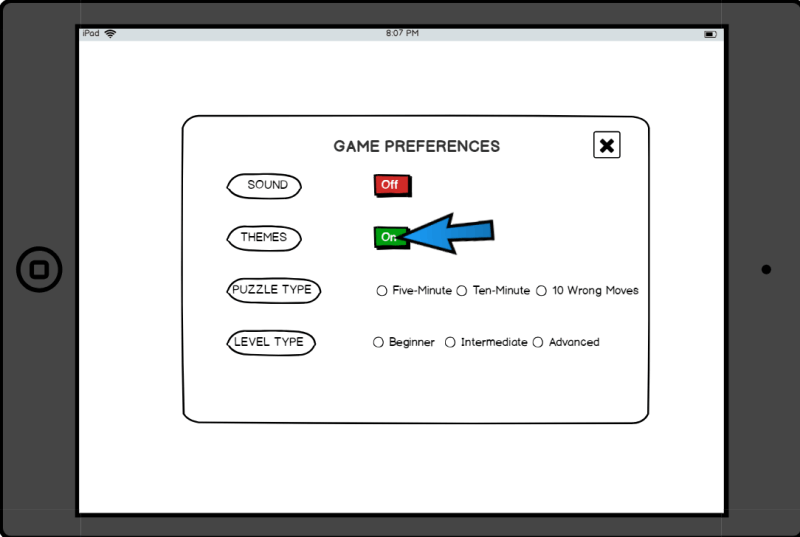 iPad 8:07 PM
GAME PREFERENCES
SOUND Off
THEMES On
PUZZLE TYPE Five-Minute Ten-Minute 10 Wrong Moves
LEVEL TYPE Beginner Intermediate Advanced